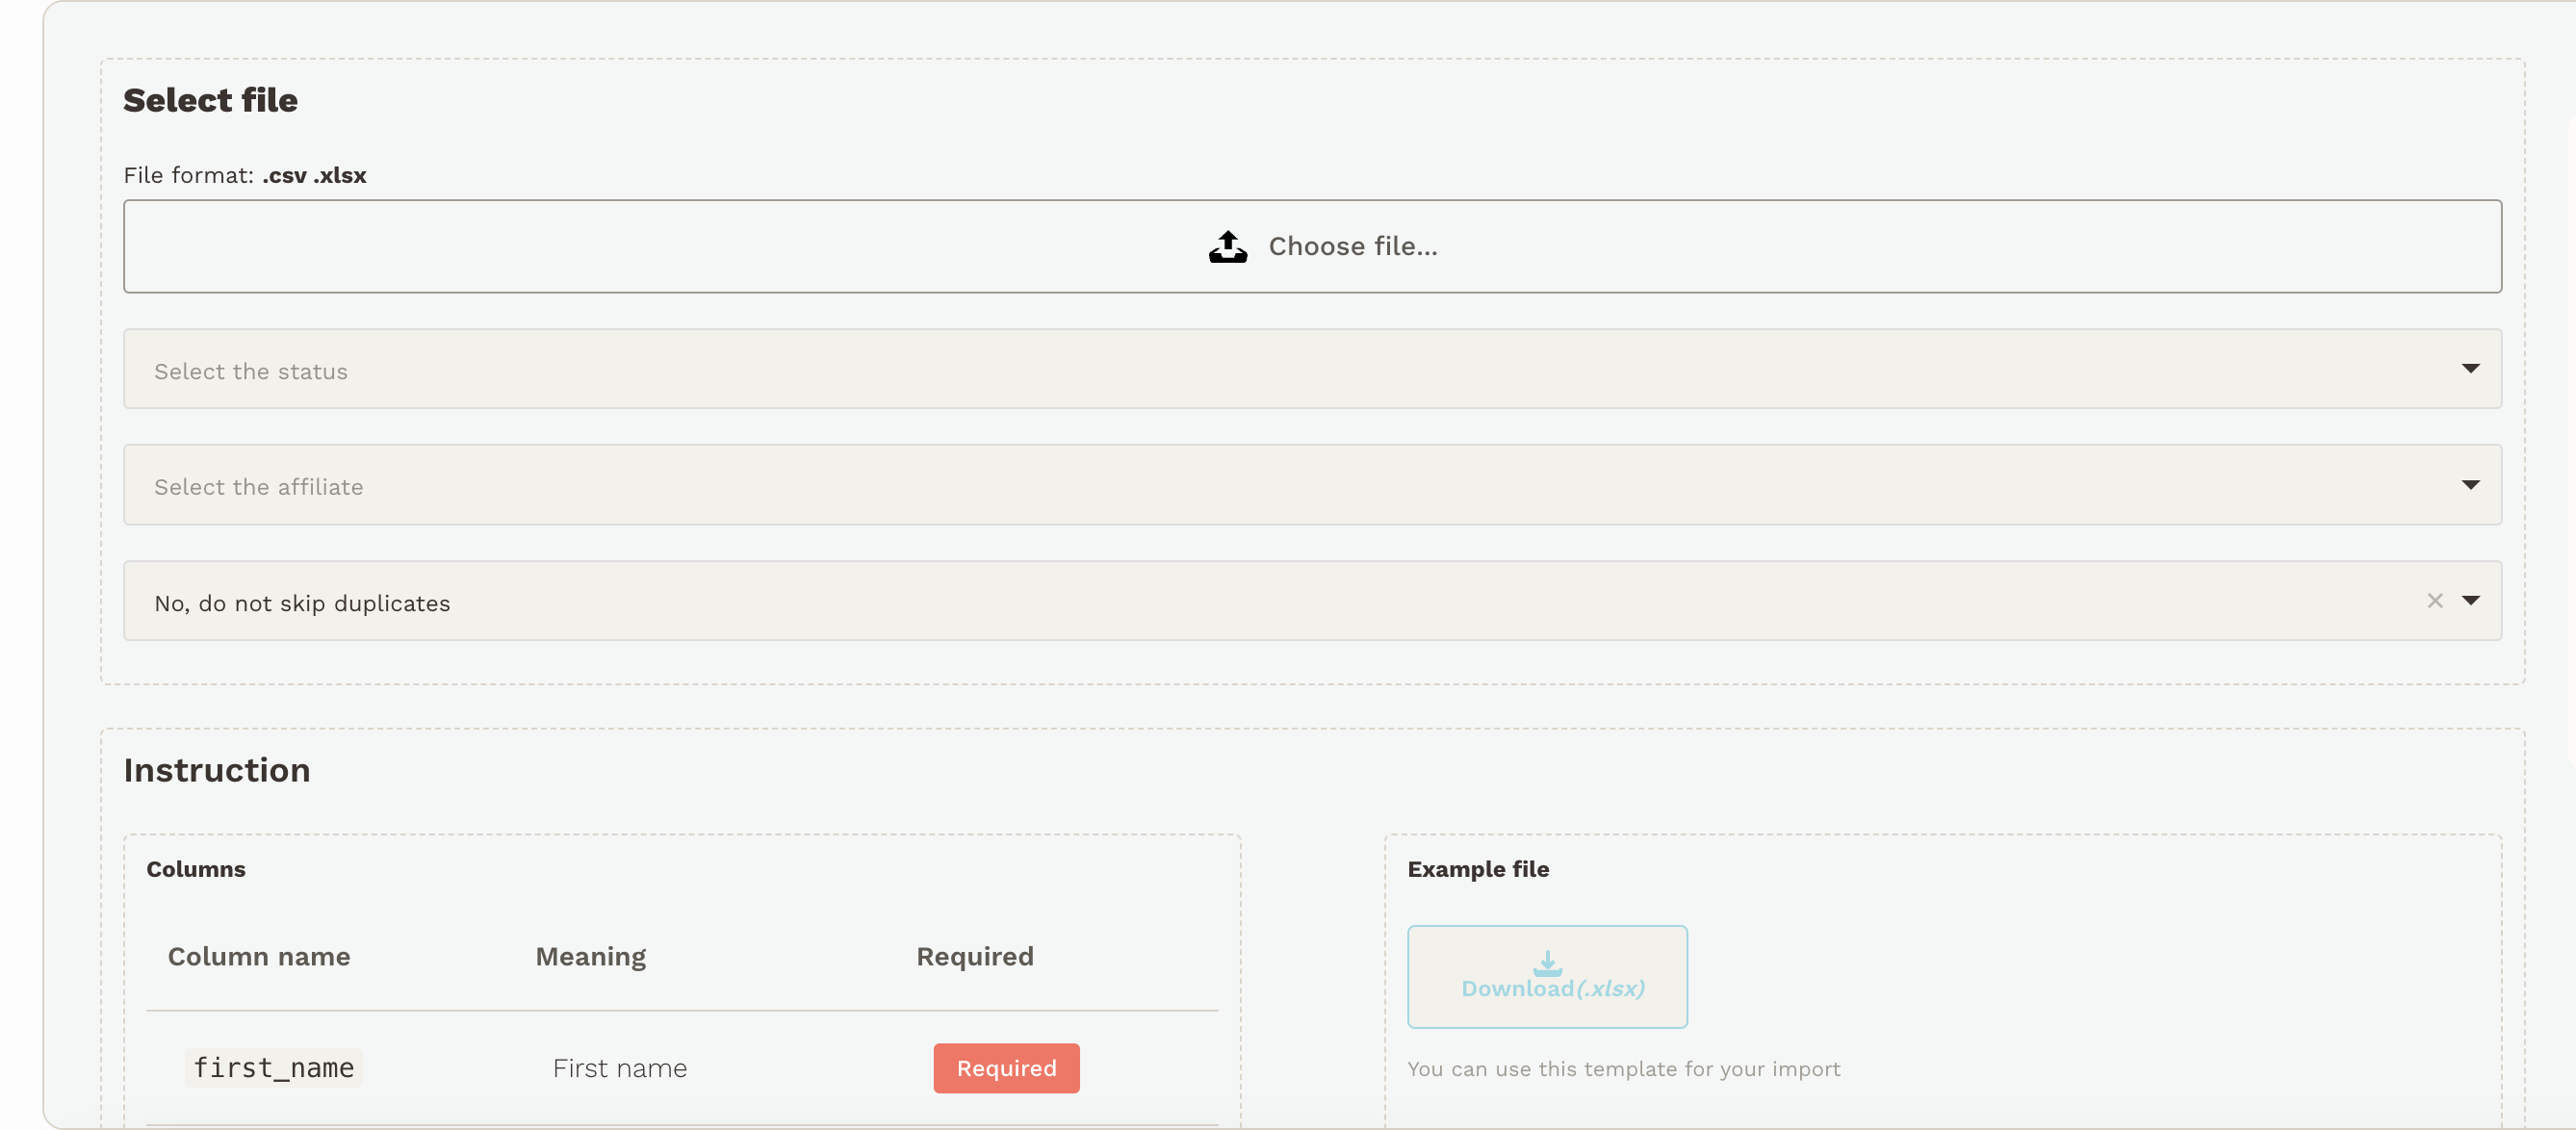 Select file
File format: .csv .xlsx
Choose file...
Select the status
Select the affiliate
No, do not skip duplicates
Instruction
Columns
Column name Meaning Required
first_name First name Required
Example file
Download(.xlsx)
You can use this template for your import